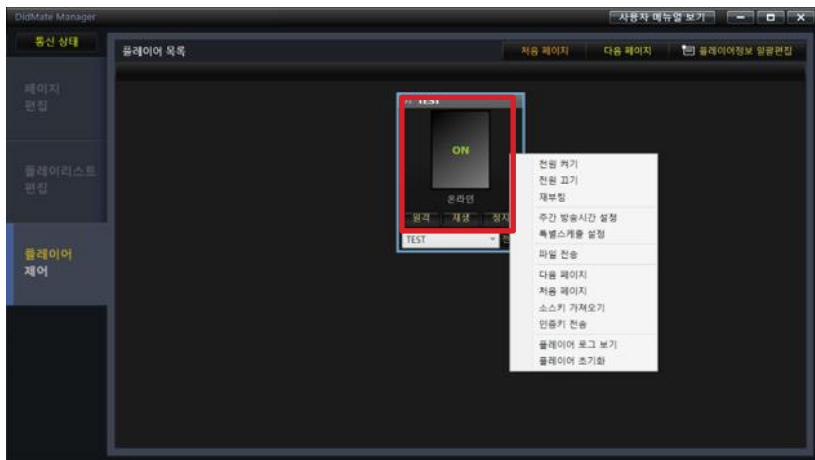 DidMate Manager
사용자 메뉴얼 보기
통신 상태
플레이어 목록
처음 페이지
다음 페이지
플레이어정보 일괄편집
페이지
편집
플레이리스트
편집
플레이어
제어
TEST
ON
온라인
원격
재생
정지
TEST
전원 켜기
전원 끄기
재부팅
주간 방송시간 설정
특별스케줄 설정
파일 전송
다음 페이지
처음 페이지
소스키 가져오기
인증키 전송
플레이어 로그 보기
플레이어 초기화